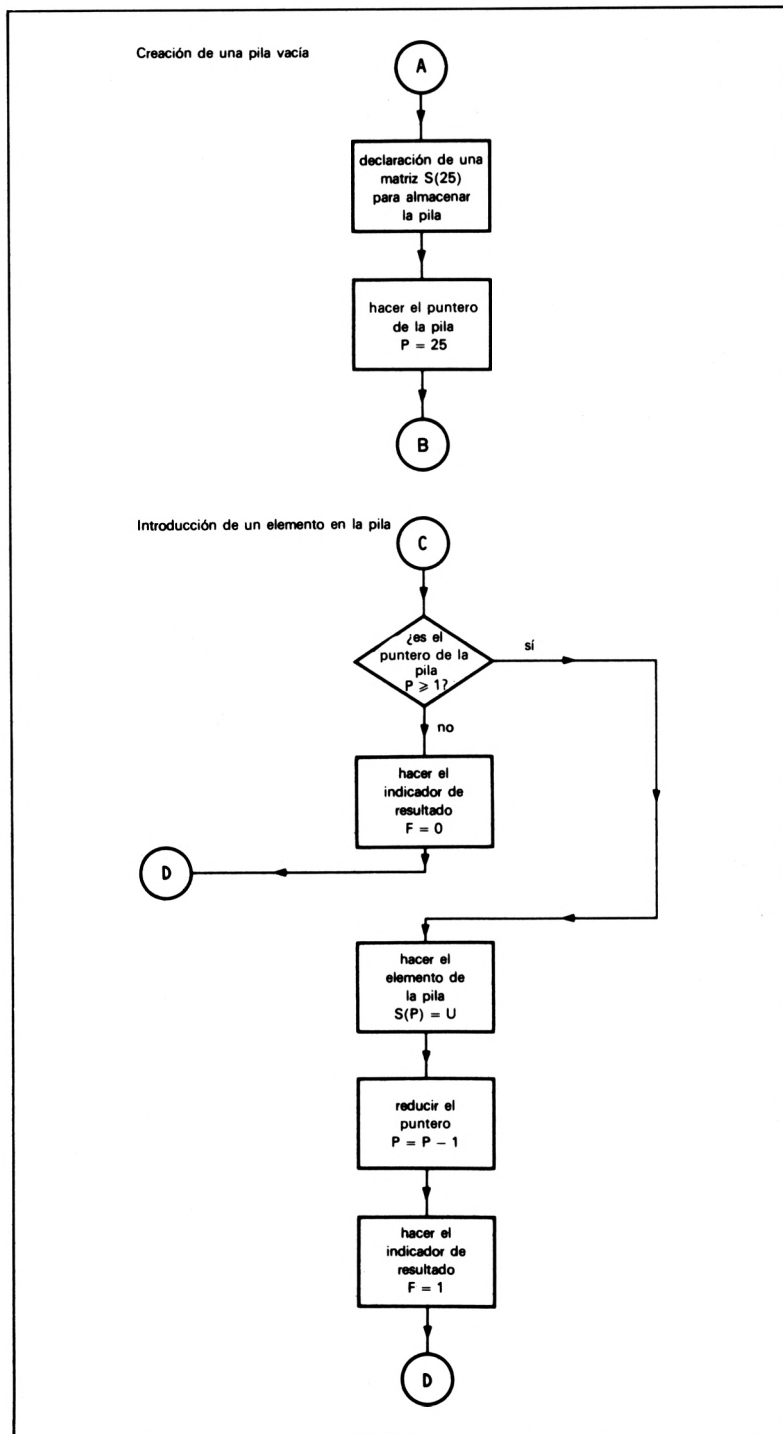 Creación de una pila vacía
A
declaración de una
matriz S(25)
para almacenar
la pila
hacer el puntero
de la pila
P = 25
B
Introducción de un elemento en la pila
C
¿es el
puntero de la
pila
P ⩾ 1?
sí
no
hacer el
indicador de
resultado
F = 0
D
hacer el
elemento de
la pila
S(P) = U
reducir el
puntero
P = P − 1
hacer el
indicador de
resultado
F = 1
D